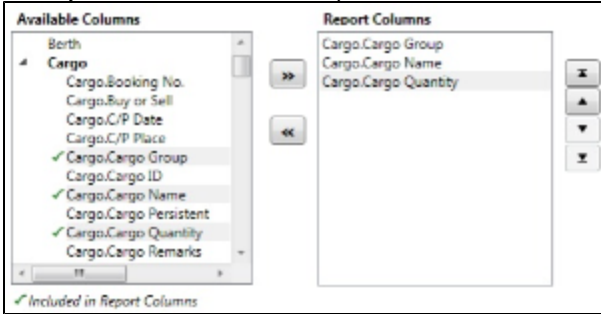 Available Columns
Berth
Cargo
Cargo.Booking No.
Cargo.Buy or Sell
Cargo.C/P Date
Cargo.C/P Place
✓Cargo.Cargo Group
Cargo.Cargo ID
✓Cargo.Cargo Name
Cargo.Cargo Persistent
✓Cargo.Cargo Quantity
Cargo.Cargo Remarks
✓Included in Report Columns
Report Columns
Cargo.Cargo Group
Cargo.Cargo Name
Cargo.Cargo Quantity